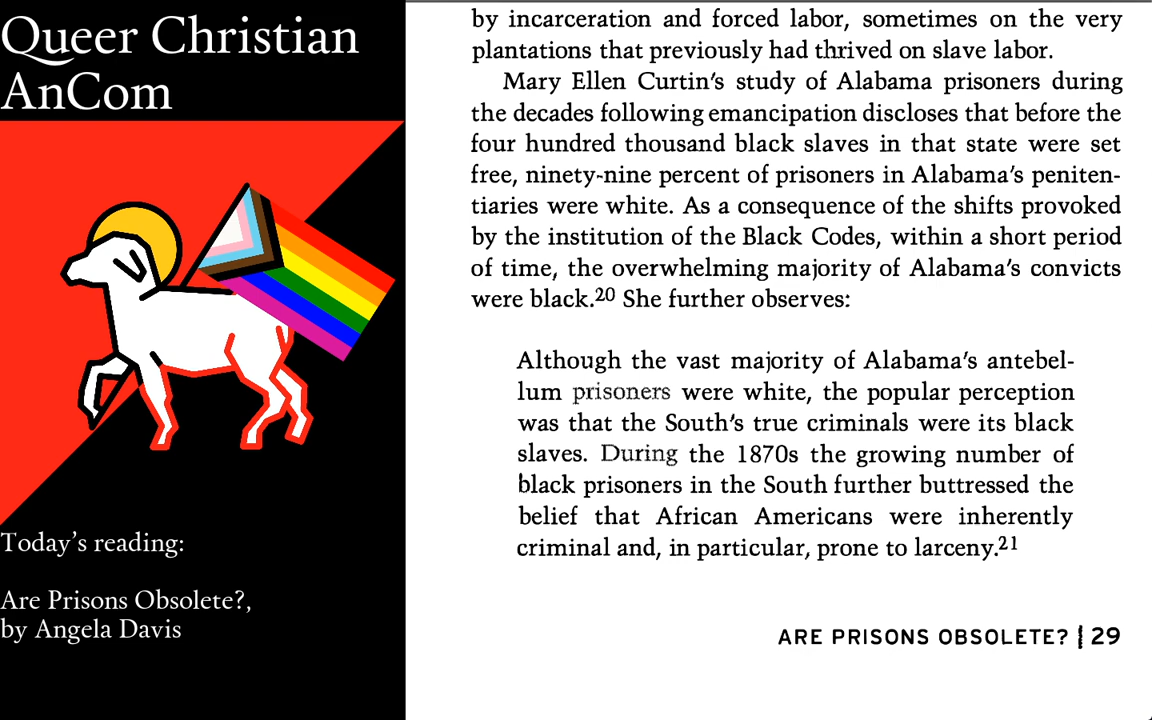 Queer Christian
AnCom
Today's reading:
Are Prisons Obsolete?,
by Angela Davis
by incarceration and forced labor, sometimes on the very
plantations that previously had thrived on slave labor.
Mary Ellen Curtin's study of Alabama prisoners during
the decades following emancipation discloses that before the
four hundred thousand black slaves in that state were set
free, ninety-nine percent of prisoners in Alabama's peniten-
tiaries were white. As a consequence of the shifts provoked
by the institution of the Black Codes, within a short period
of time, the overwhelming majority of Alabama's convicts
were black.20 She further observes:
Although the vast majority of Alabama's antebel-
lum prisoners were white, the popular perception
was that the South's true criminals were its black
slaves. During the 1870s the growing number of
black prisoners in the South further buttressed the
belief that African Americans were inherently
criminal and, in particular, prone to larceny.21
ARE PRISONS OBSOLETE? | 29